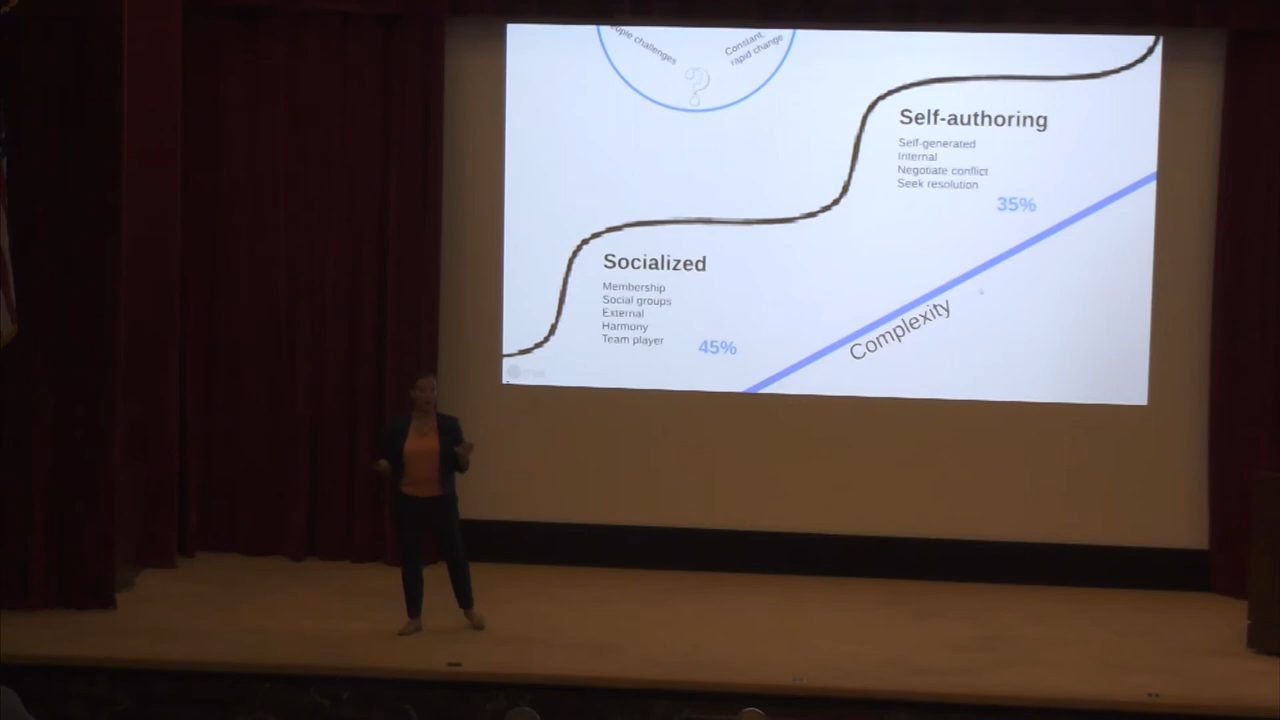 challenges
Constant,
rapid change
?
Self-authoring
Self-generated
Internal
Negotiate conflict
Seek resolution
35%
Socialized
Membership
Social groups
External
Harmony
Team player
45%
Complexity